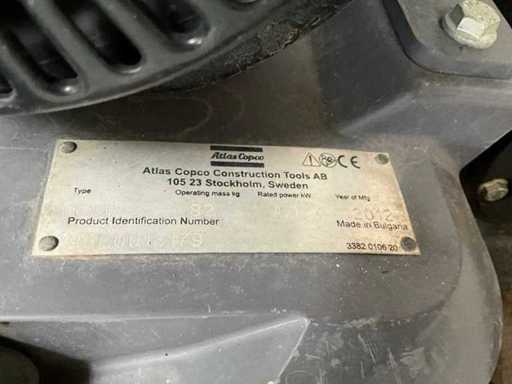 Atlas Copco
CE
Atlas Copco Construction Tools AB
105 23 Stockholm, Sweden
Type Operating mass kg Rated power kW Year of Mfg
2012
Product Identification Number
Made in Bulgaria
3382 0106 20